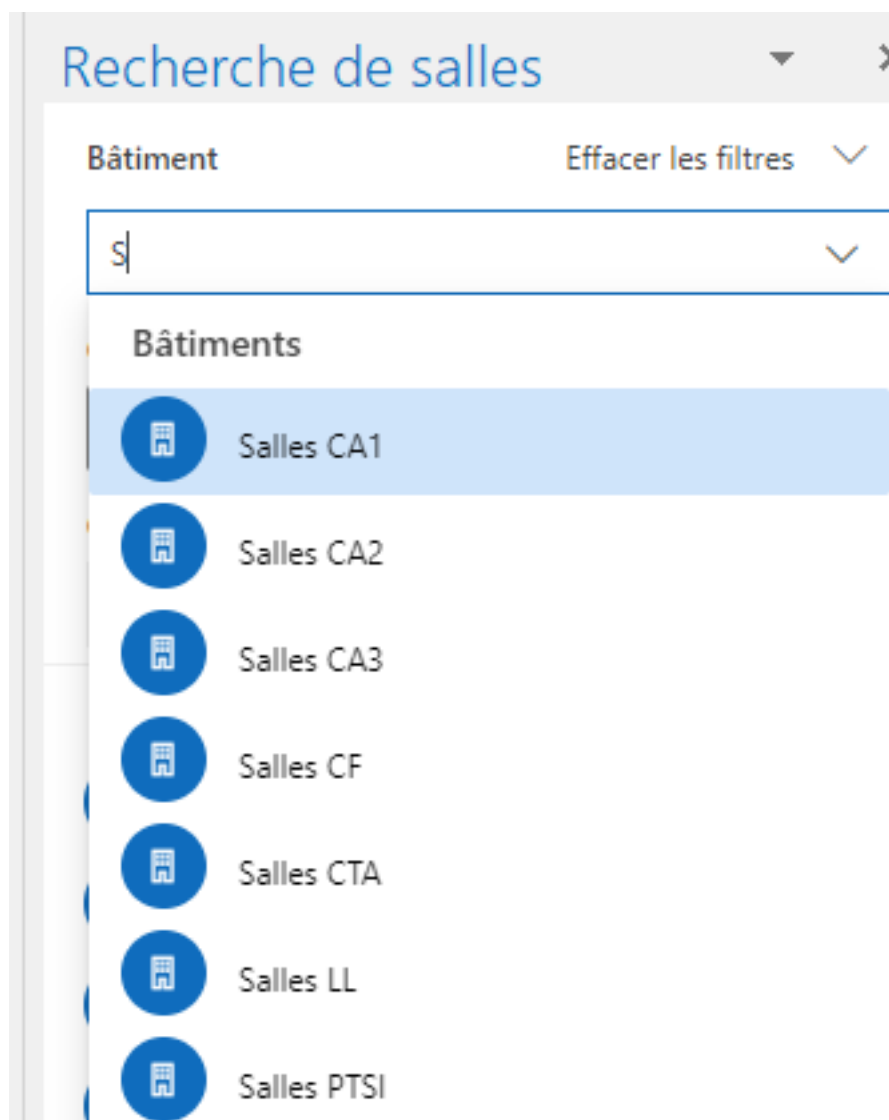 Recherche de salles
Bâtiment Effacer les filtres
S
Bâtiments
Salles CA1
Salles CA2
Salles CA3
Salles CF
Salles CTA
Salles LL
Salles PTSI